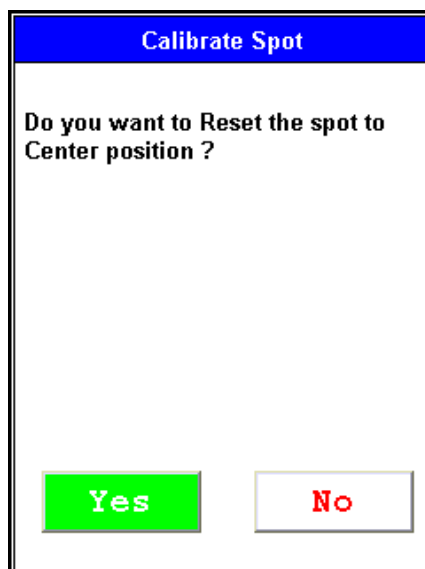 Calibrate Spot
Do you want to Reset the spot to
Center position ?
Yes
No